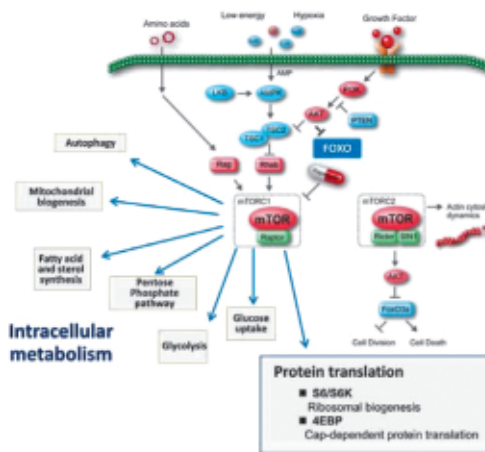 Amino acids
Low energy
Hypoxia
Growth Factor
AMP
LKB
AMPK
PI3K
AKT
PTEN
TSC1
TSC2
FOXO
Rag
Rheb
Autophagy
Mitochondrial
biogenesis
Fatty acid
and sterol
synthesis
Pentose
Phosphate
pathway
Glycolysis
Glucose
uptake
Intracellular
metabolism
mTORC1
mTOR
Raptor
mTORC2
mTOR
Rictor
SIN1
Actin
dynamics
AKT
FoxO3a
Cell Division
Cell Death
Protein translation
■ S6/S6K
Ribosomal biogenesis
■ 4EBP
Cap-dependent protein translation